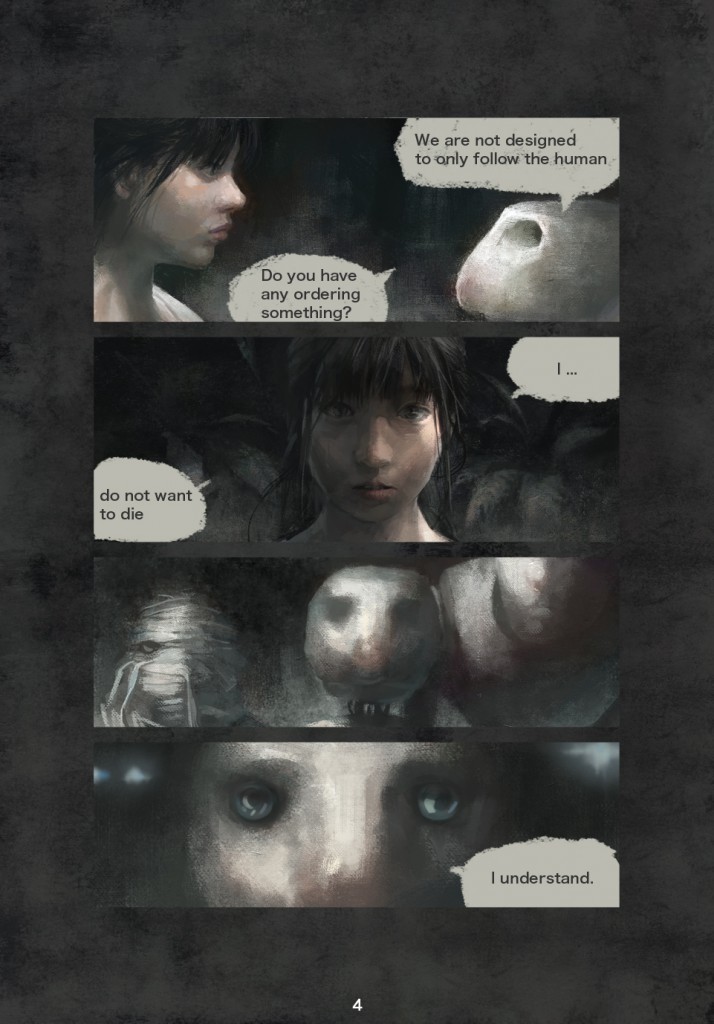 We are not designed
to only follow the human
Do you have
any ordering
something?
I ...
do not want
to die
I understand.
4